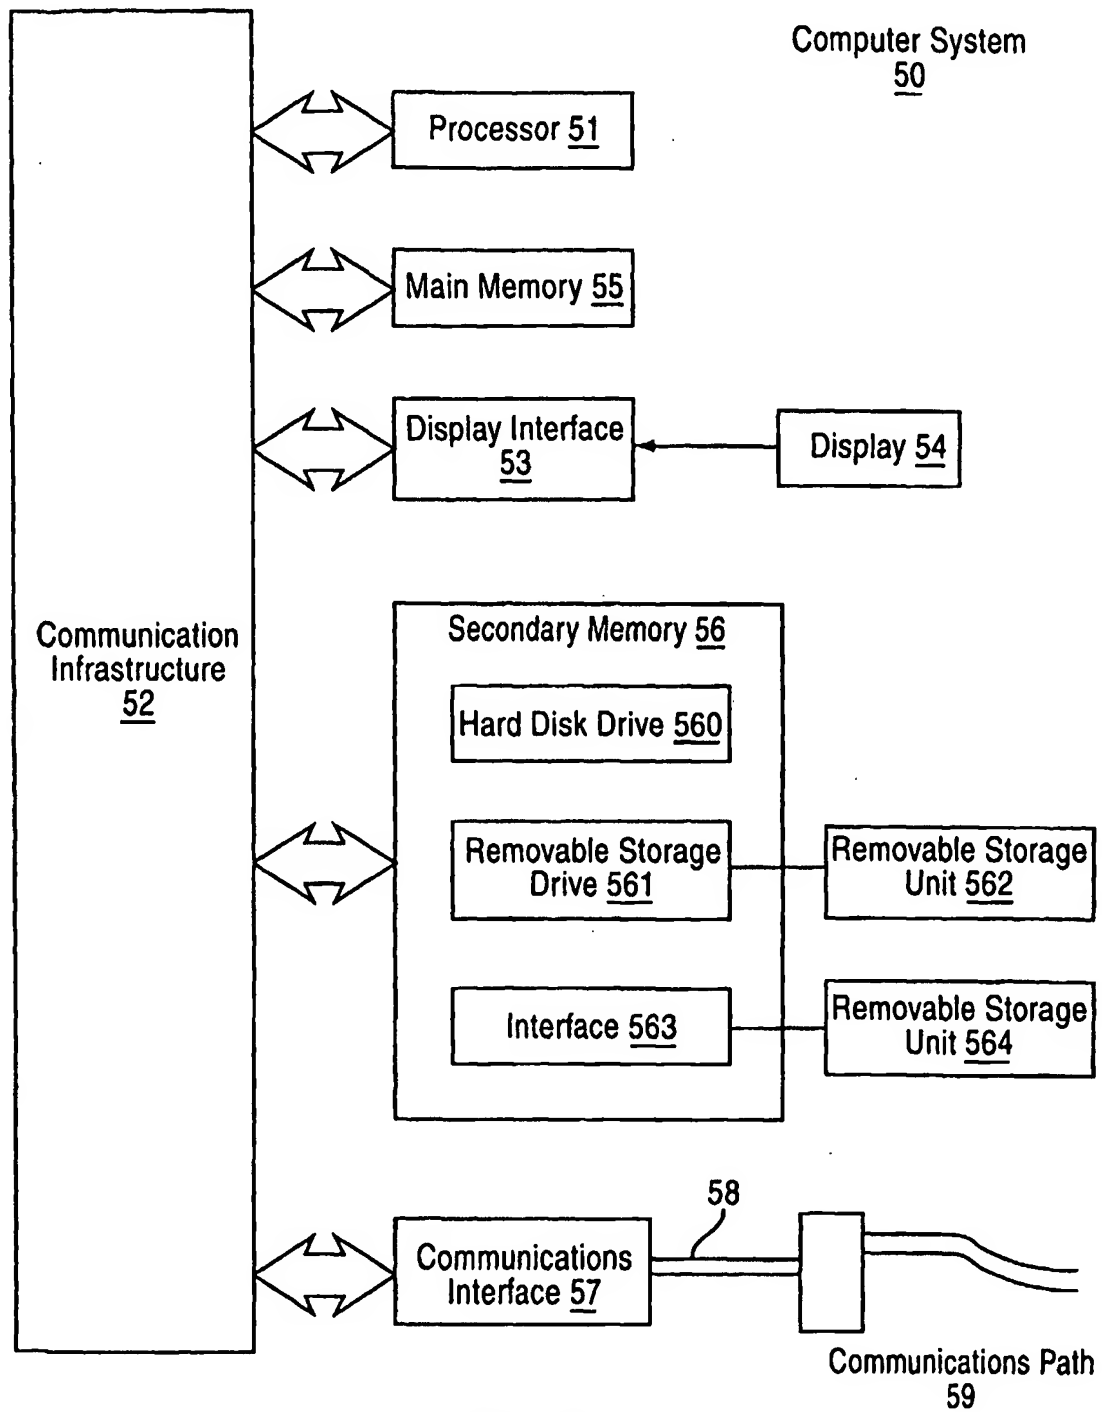 Computer System
50
Processor 51
Main Memory 55
Display Interface
53
Display 54
Communication
Infrastructure
52
Secondary Memory 56
Hard Disk Drive 560
Removable Storage
Drive 561
Removable Storage
Unit 562
Interface 563
Removable Storage
Unit 564
58
Communications
Interface 57
Communications Path
59